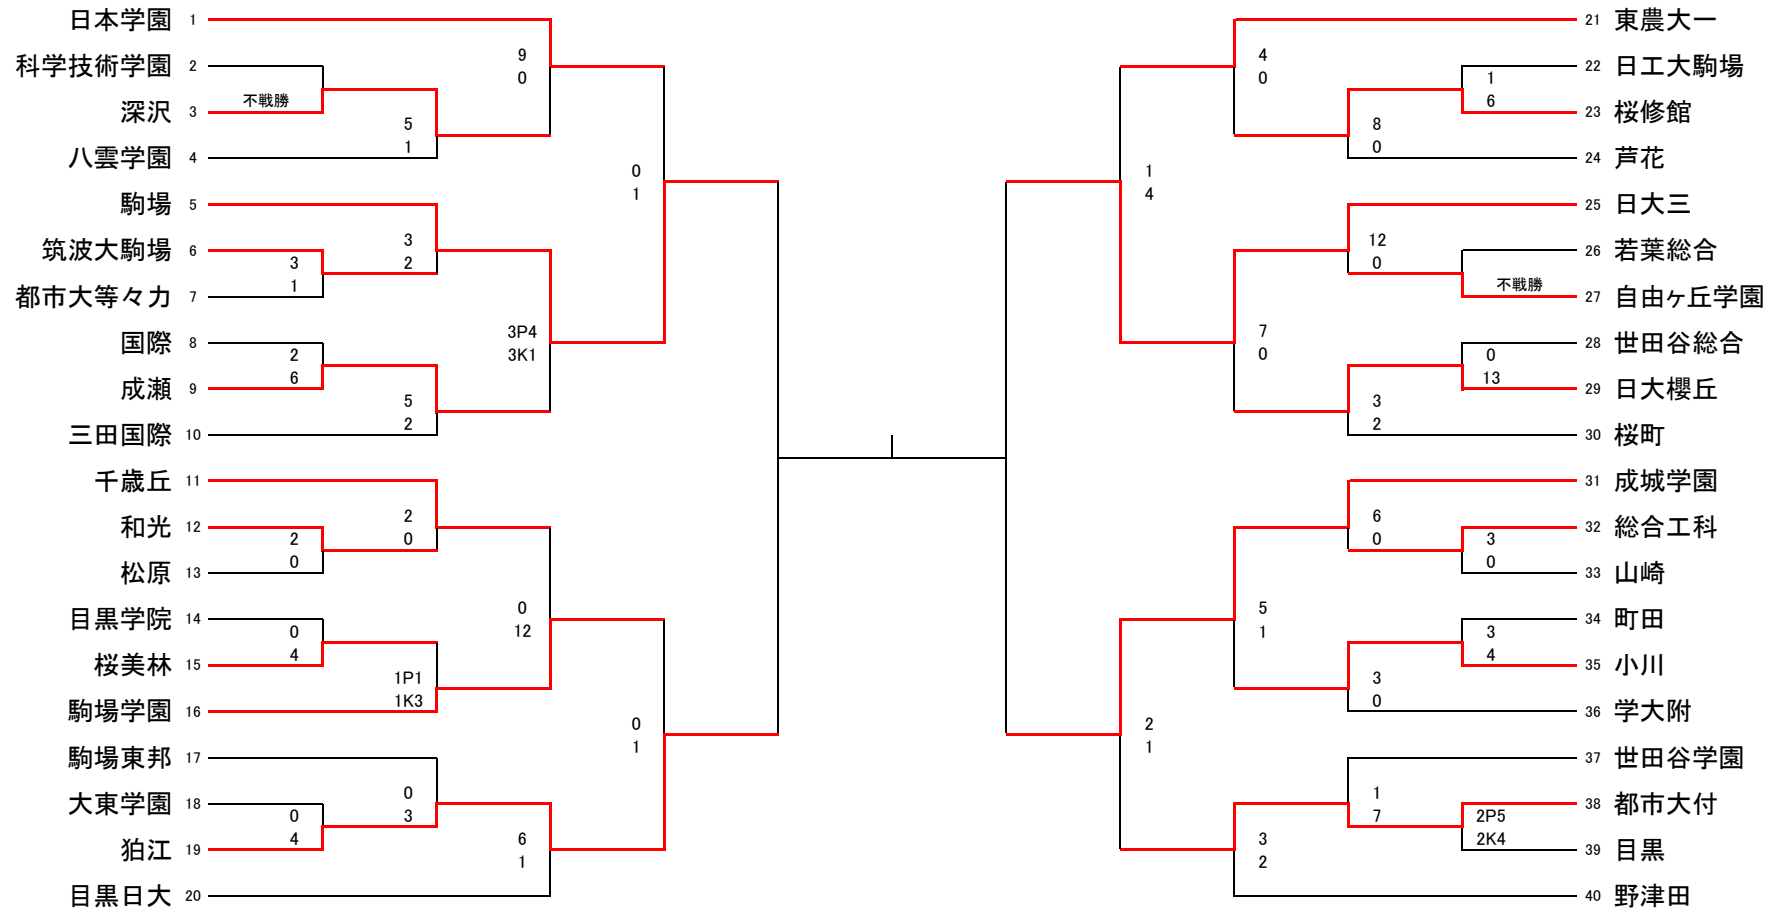 日本学園 1
科学技術学園 2
深沢 3
八雲学園 4
駒場 5
筑波大駒場 6
都市大等々力 7
国際 8
成瀬 9
三田国際 10
千歳丘 11
和光 12
松原 13
目黒学院 14
桜美林 15
駒場学園 16
駒場東邦 17
大東学園 18
狛江 19
目黒日大 20
不戦勝
3
1
2
6
2
0
0
4
0
4
5
1
3
2
5
2
2
0
1P1
1K3
0
3
9
0
3P4
3K1
0
12
6
1
0
1
0
1
1
4
2
1
4
0
7
0
5
1
3
2
8
0
12
0
3
2
6
0
3
0
1
7
1
6
不戦勝
0
13
3
0
3
4
2P5
2K4
21 東農大一
22 日工大駒場
23 桜修館
24 芦花
25 日大三
26 若葉総合
27 自由ヶ丘学園
28 世田谷総合
29 日大櫻丘
30 桜町
31 成城学園
32 総合工科
33 山崎
34 町田
35 小川
36 学大附
37 世田谷学園
38 都市大付
39 目黒
40 野津田